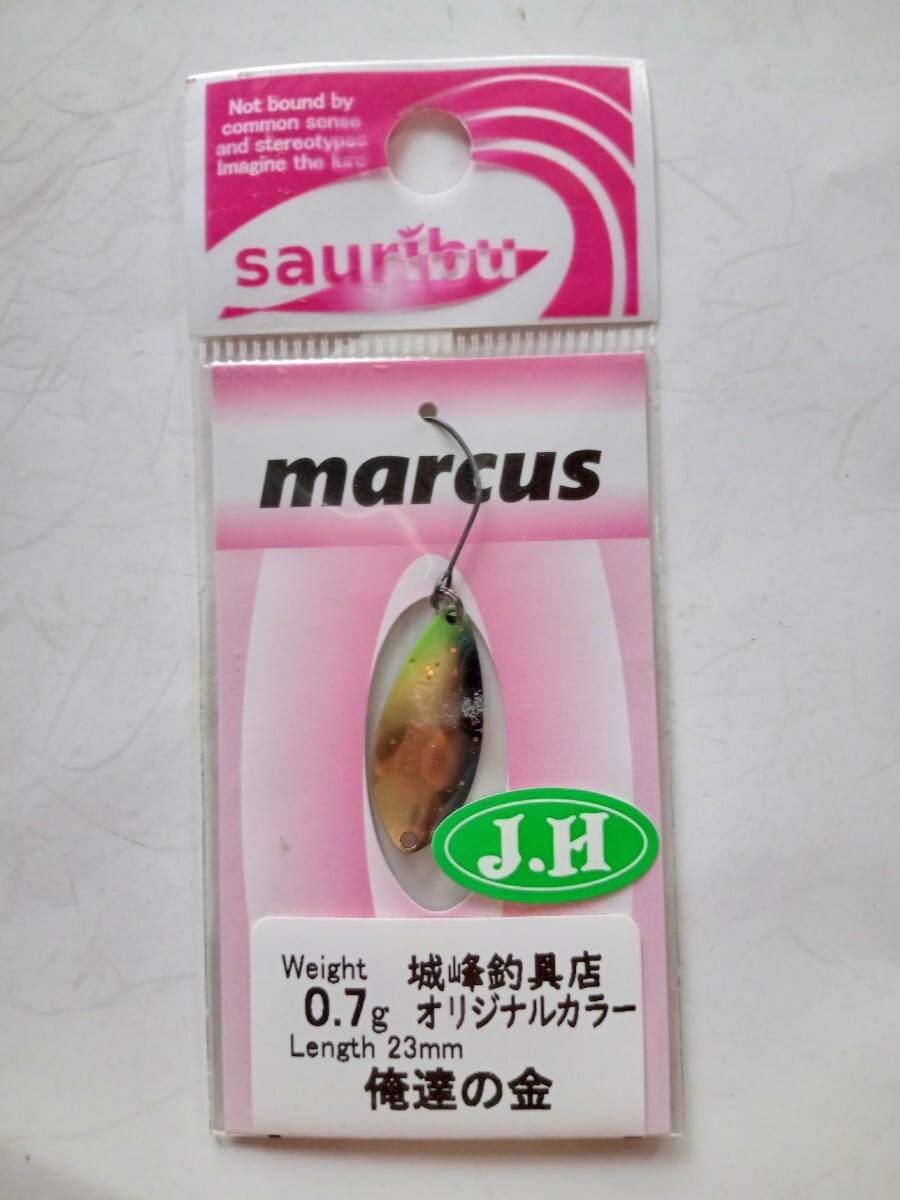 Not bound by
common sense
and stereotypes
Imagine the lure
sauribu
marcus
J.H
Weight 城峰釣具店
0.7g オリジナルカラー
Length 23mm
俺達の金